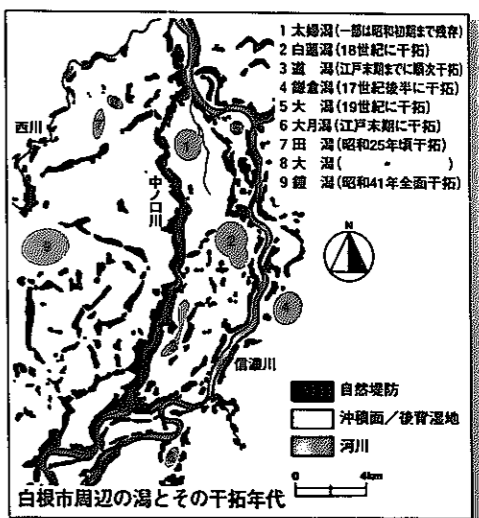 1 太婦潟(一部は昭和初期まで残存)
2 白蓮潟(18世紀に干拓)
3 道　潟(江戸末期までに順次干拓)
4 鎌倉潟(17世紀後半に干拓)
5 大　潟(19世紀に干拓)
6 大月潟(江戸末期に干拓)
7 田　潟(昭和25年頃干拓)
8 大　潟(　　〃　　)
9 鎧　潟(昭和41年全面干拓)
西川
中ノ口川
信濃川
N
1
2
4
7
9
自然堤防
沖積面／後背湿地
河川
0 4km
白根市周辺の潟とその干拓年代